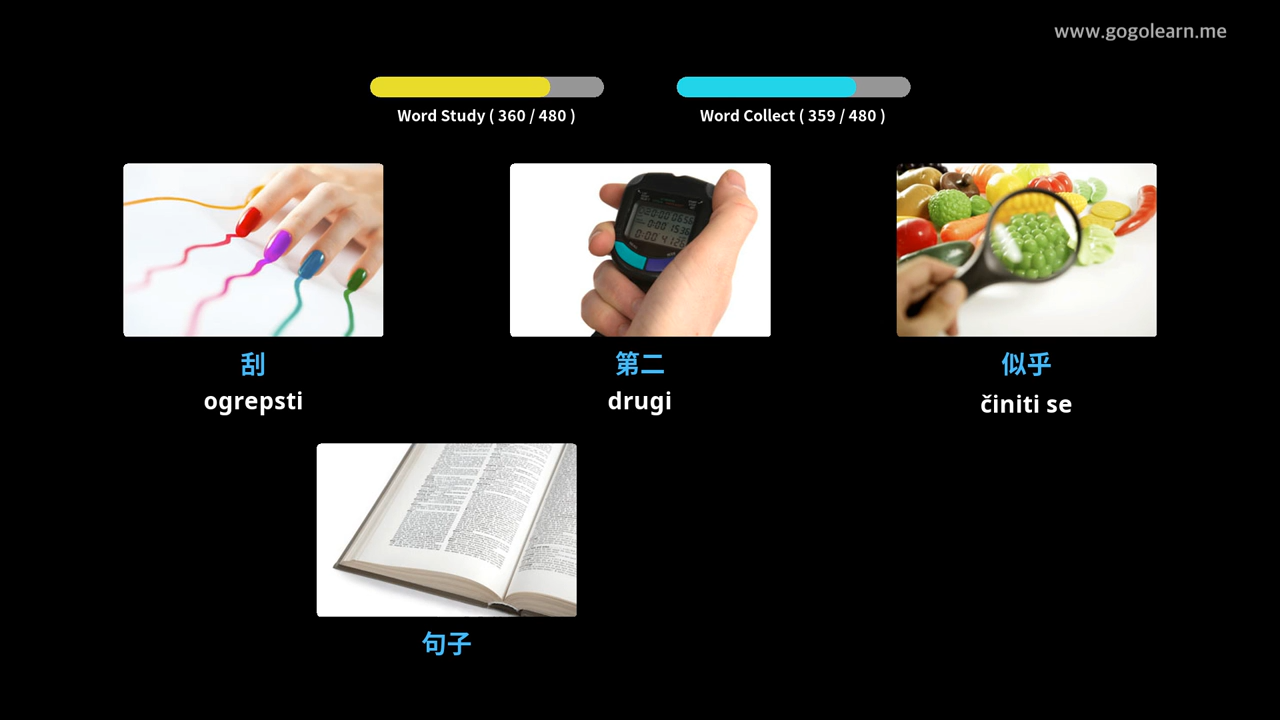 www.gogolearn.me
Word Study ( 360 / 480 )
Word Collect ( 359 / 480 )
刮
第二
似乎
ogrepsti
drugi
činiti se
句子